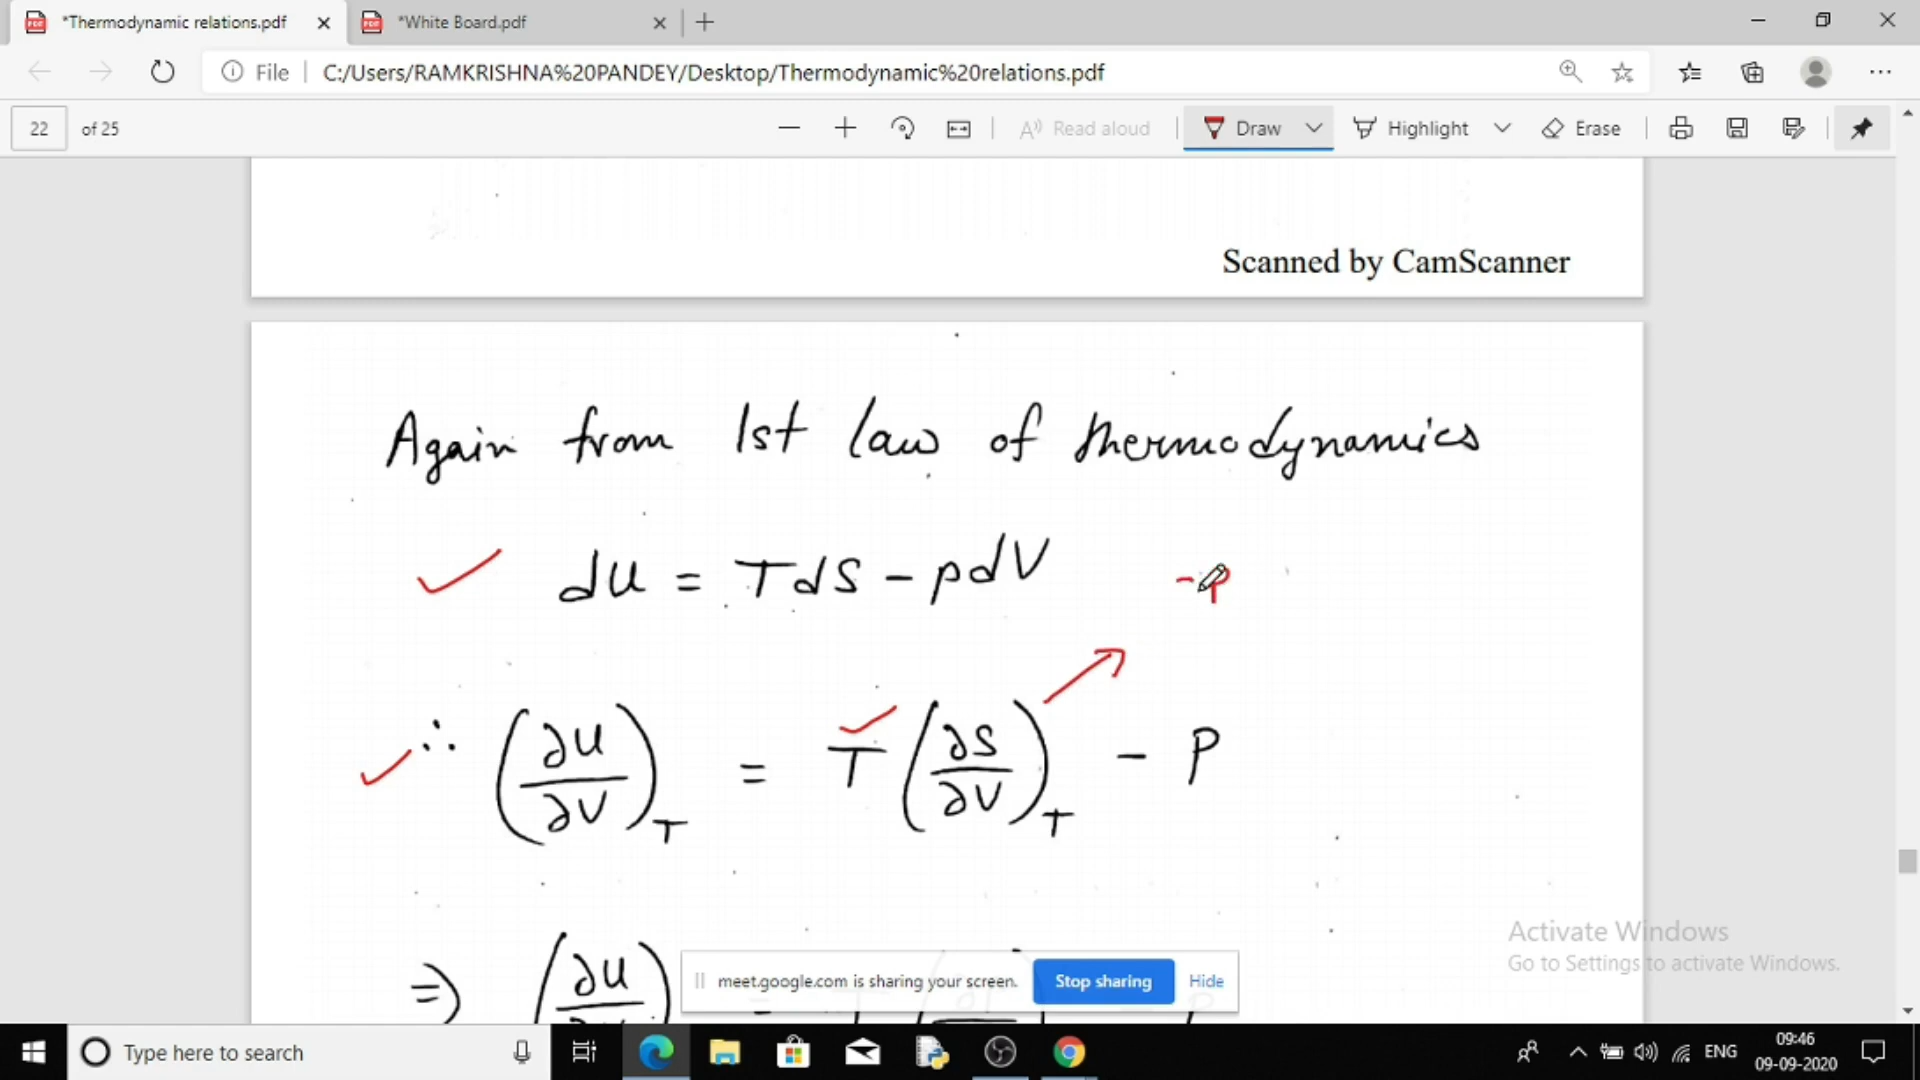 *Thermodynamic relations.pdf
*White Board.pdf
File | C:/Users/RAMKRISHNA%20PANDEY/Desktop/Thermodynamic%20relations.pdf
22 of 25
Read aloud
Draw
Highlight
Erase
Scanned by CamScanner
Again from 1st law of thermodynamics
dU = TdS - pdV
-P
∴ (∂U/∂V)_T = T (∂S/∂V)_T - P
Activate Windows
Go to Settings to activate Windows.
meet.google.com is sharing your screen.
Stop sharing
Hide
Type here to search
ENG
09:46
09-09-2020